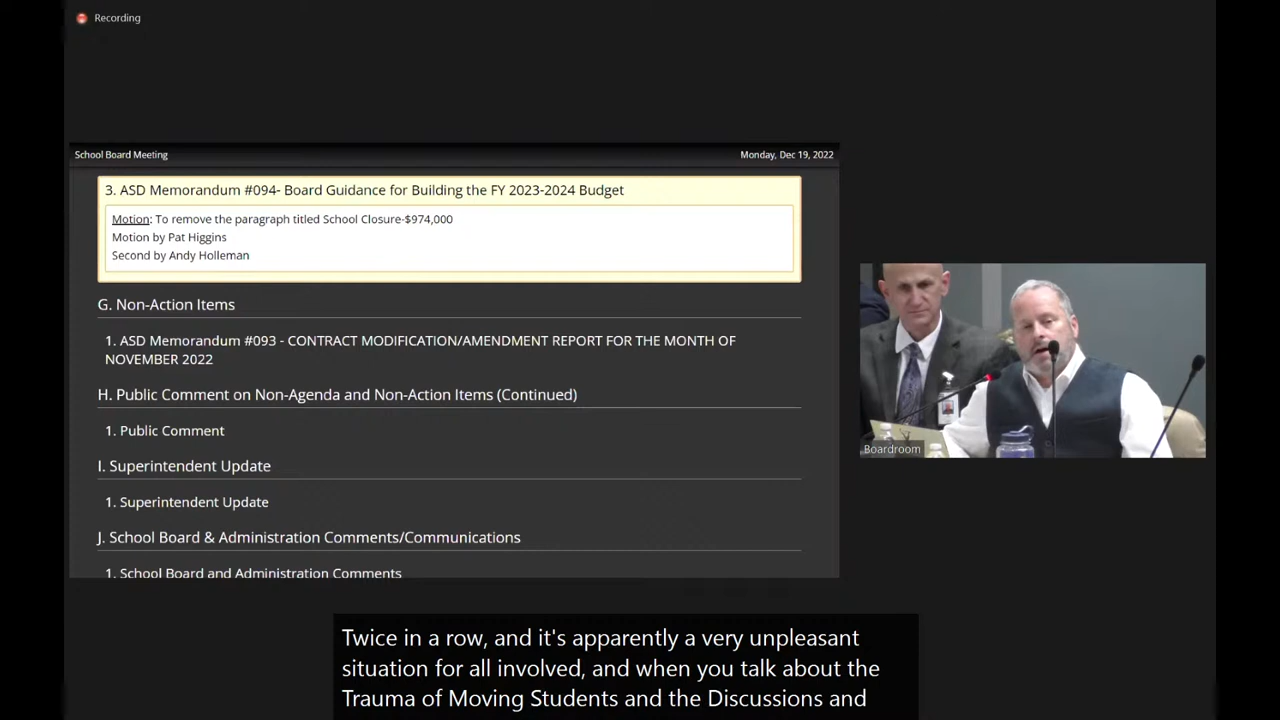 Recording
School Board Meeting
Monday, Dec 19, 2022
3. ASD Memorandum #094- Board Guidance for Building the FY 2023-2024 Budget
Motion: To remove the paragraph titled School Closure-$974,000
Motion by Pat Higgins
Second by Andy Holleman
G. Non-Action Items
1. ASD Memorandum #093 - CONTRACT MODIFICATION/AMENDMENT REPORT FOR THE MONTH OF
NOVEMBER 2022
H. Public Comment on Non-Agenda and Non-Action Items (Continued)
1. Public Comment
I. Superintendent Update
1. Superintendent Update
J. School Board & Administration Comments/Communications
1. School Board and Administration Comments
Boardroom
Twice in a row, and it's apparently a very unpleasant
situation for all involved, and when you talk about the
Trauma of Moving Students and the Discussions and